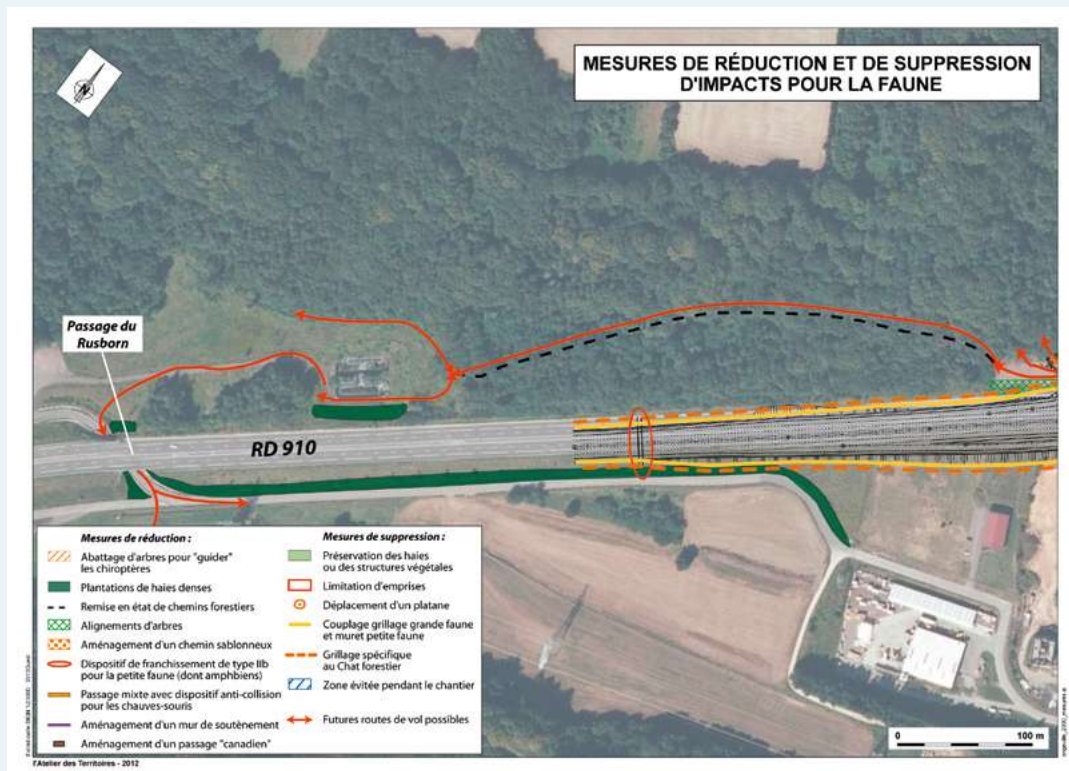 MESURES DE RÉDUCTION ET DE SUPPRESSION
D'IMPACTS POUR LA FAUNE
N
Passage du
Rusborn
RD 910
Mesures de réduction :
Abattage d'arbres pour "guider"
les chiroptères
Plantations de haies denses
Remise en état de chemins forestiers
Alignements d'arbres
Aménagement d'un chemin sablonneux
Dispositif de franchissement de type IIb
pour la petite faune (dont amphbiens)
Passage mixte avec dispositif anti-collision
pour les chauves-souris
Aménagement d'un mur de soutènement
Aménagement d'un passage "canadien"
Mesures de suppression :
Préservation des haies
ou des structures végétales
Limitation d'emprises
Déplacement d'un platane
Couplage grillage grande faune
et muret petite faune
Grillage spécifique
au Chat forestier
Zone évitée pendant le chantier
Futures routes de vol possibles
0 100 m
l'Atelier des Territoires - 2012